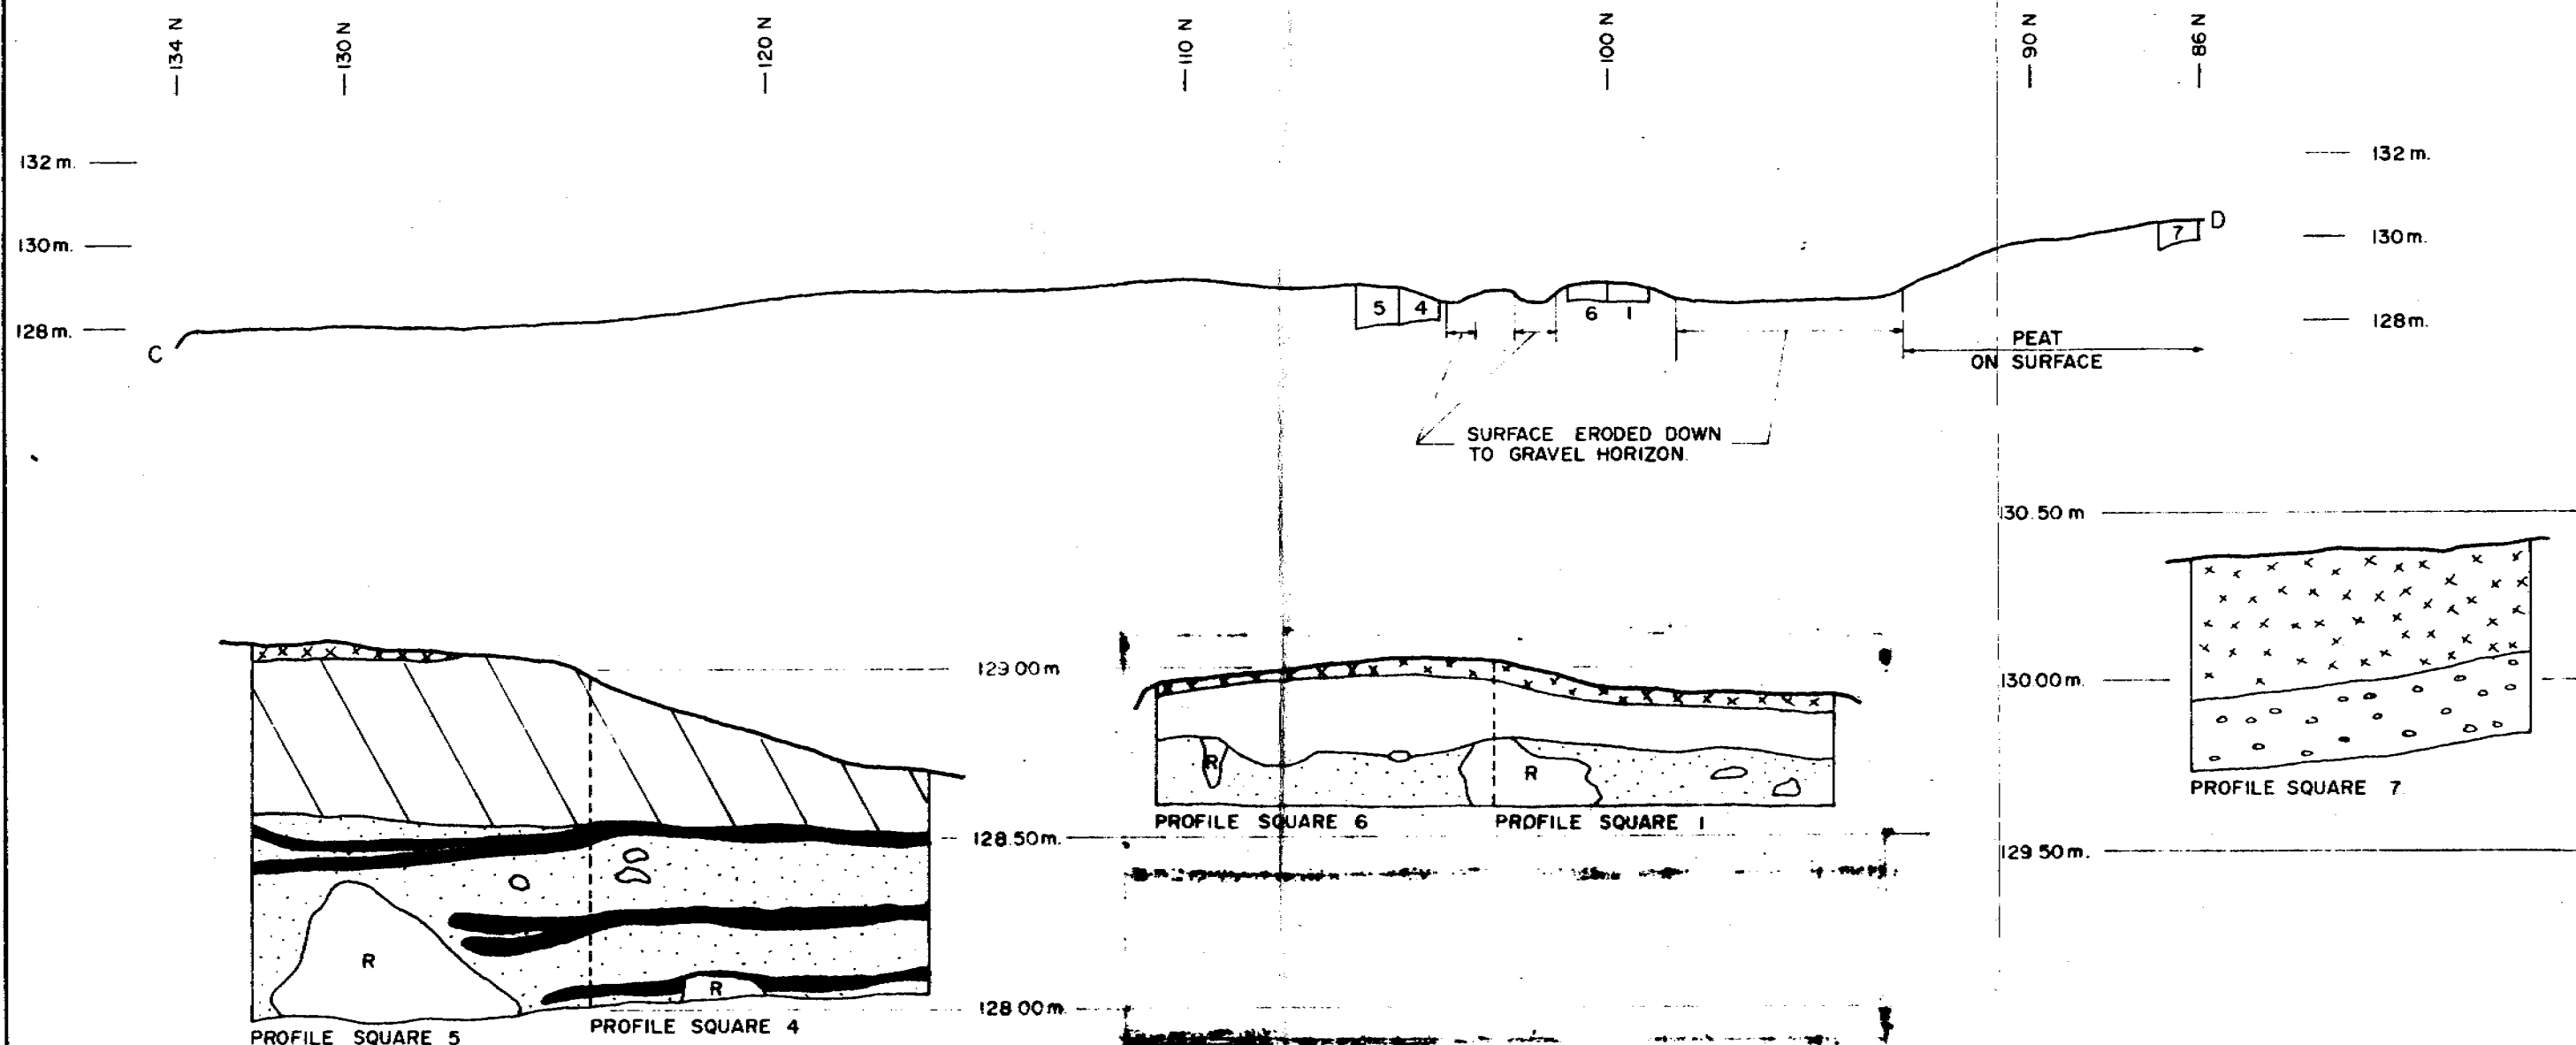 134 N
130 N
120 N
110 N
100 N
90 N
86 N
132 m.
132 m.
130 m.
130 m.
128 m.
128 m.
C
D
5
4
6
1
7
PEAT
ON SURFACE
SURFACE ERODED DOWN
TO GRAVEL HORIZON.
130.50 m
129.00 m
130.00 m.
R
R
PROFILE SQUARE 7
PROFILE SQUARE 6
PROFILE SQUARE 1
128.50 m.
129.50 m.
R
R
128.00 m.
PROFILE SQUARE 5
PROFILE SQUARE 4